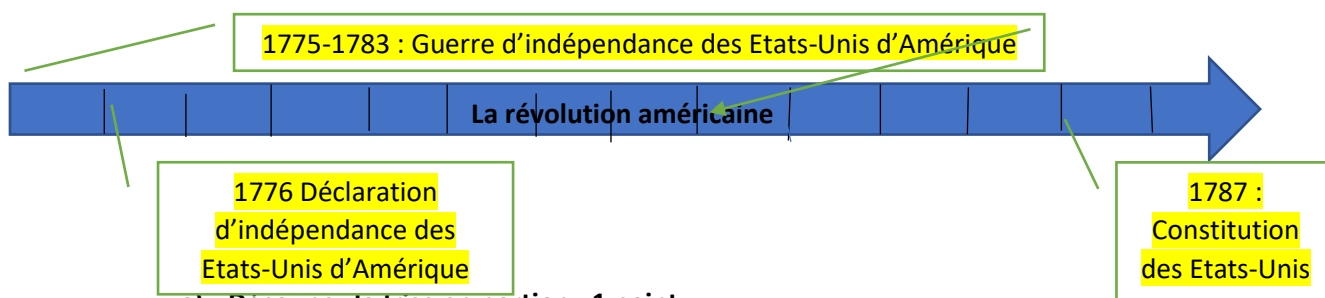 1775-1783 : Guerre d’indépendance des Etats-Unis d’Amérique
La révolution américaine
1776 Déclaration
d’indépendance des
Etats-Unis d’Amérique
1787 :
Constitution
des Etats-Unis